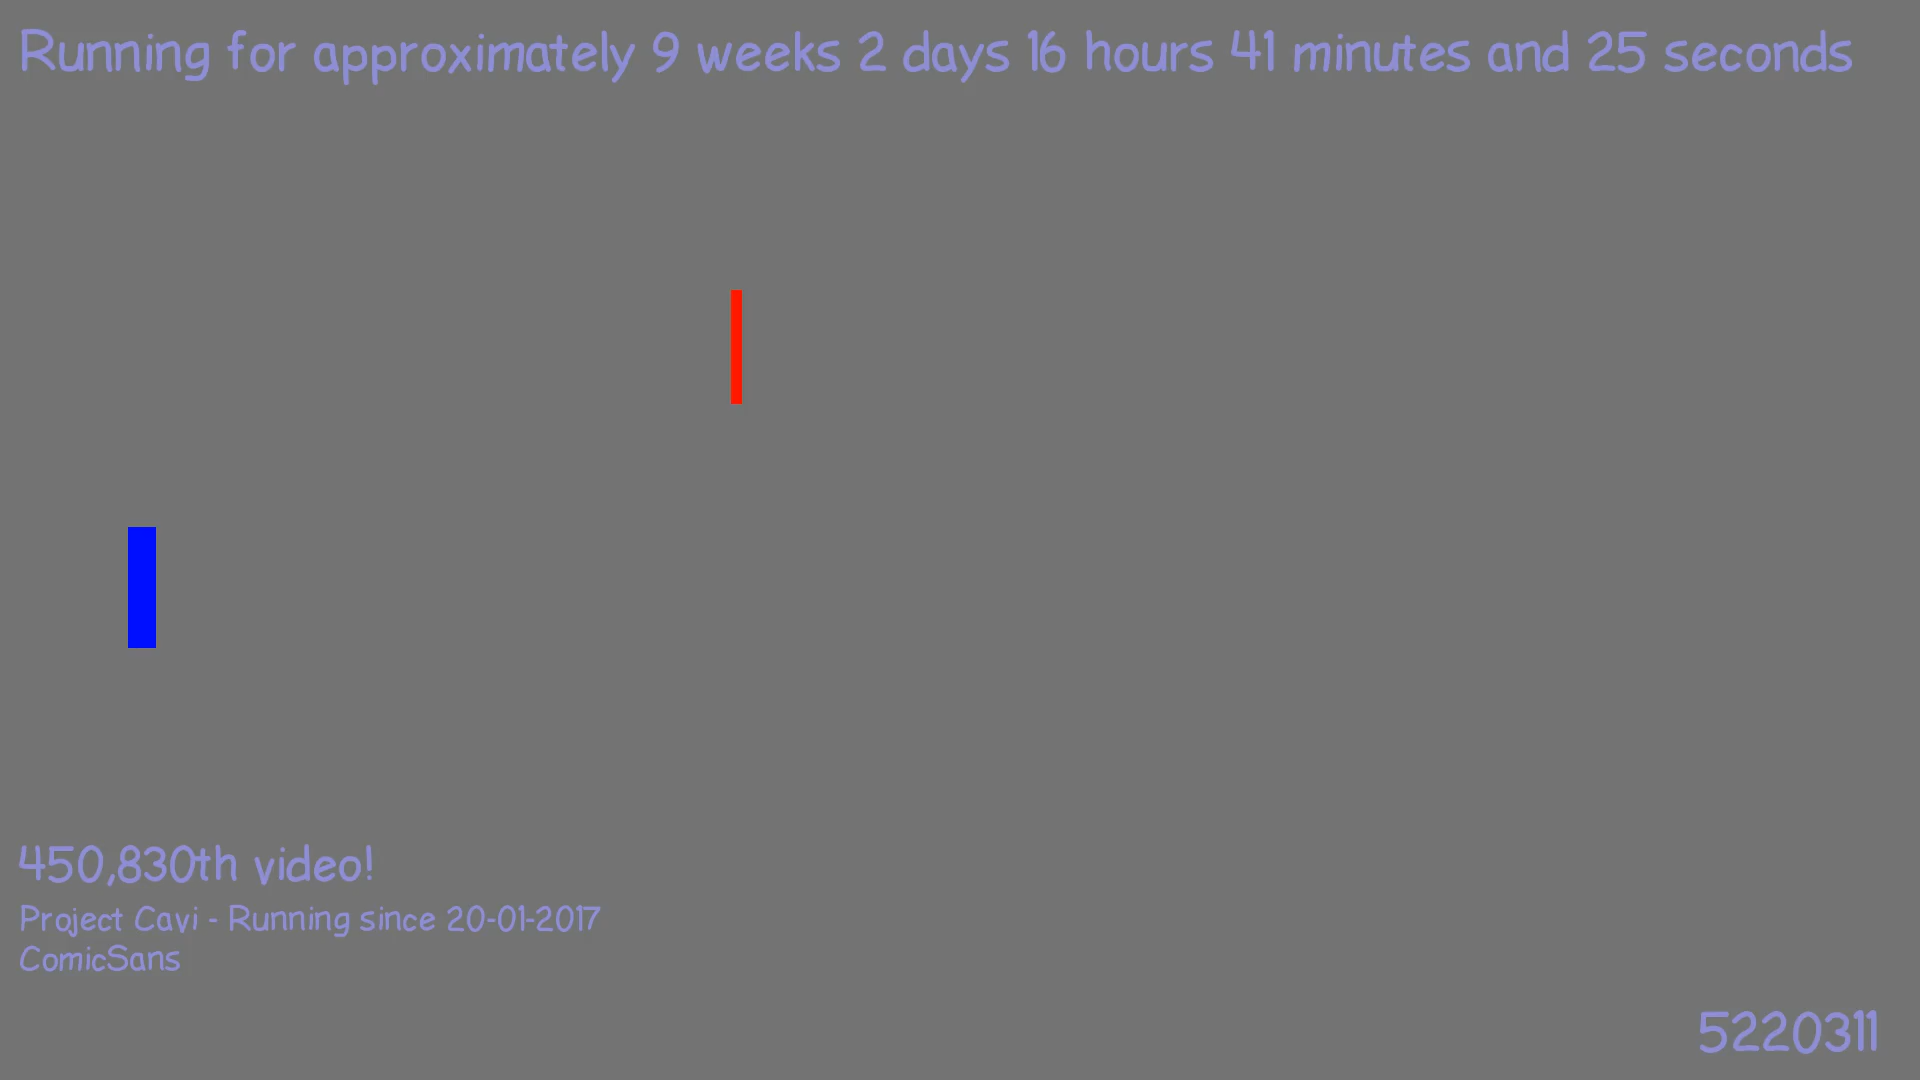 Running for approximately 9 weeks 2 days 16 hours 41 minutes and 25 seconds
450,830th video!
Project Cavi - Running since 20-01-2017
ComicSans
5220311